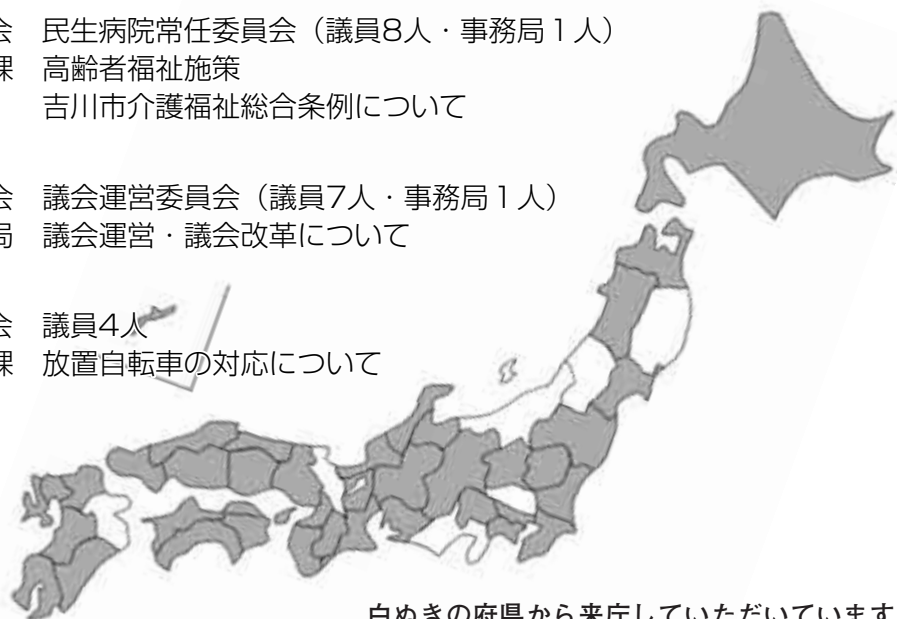 会　民生病院常任委員会（議員8人・事務局１人）
課　高齢者福祉施策
吉川市介護福祉総合条例について
会　議会運営委員会（議員7人・事務局１人）
局　議会運営・議会改革について
会　議員4人
課　放置自転車の対応について
白ぬきの府県から来庁していただいています